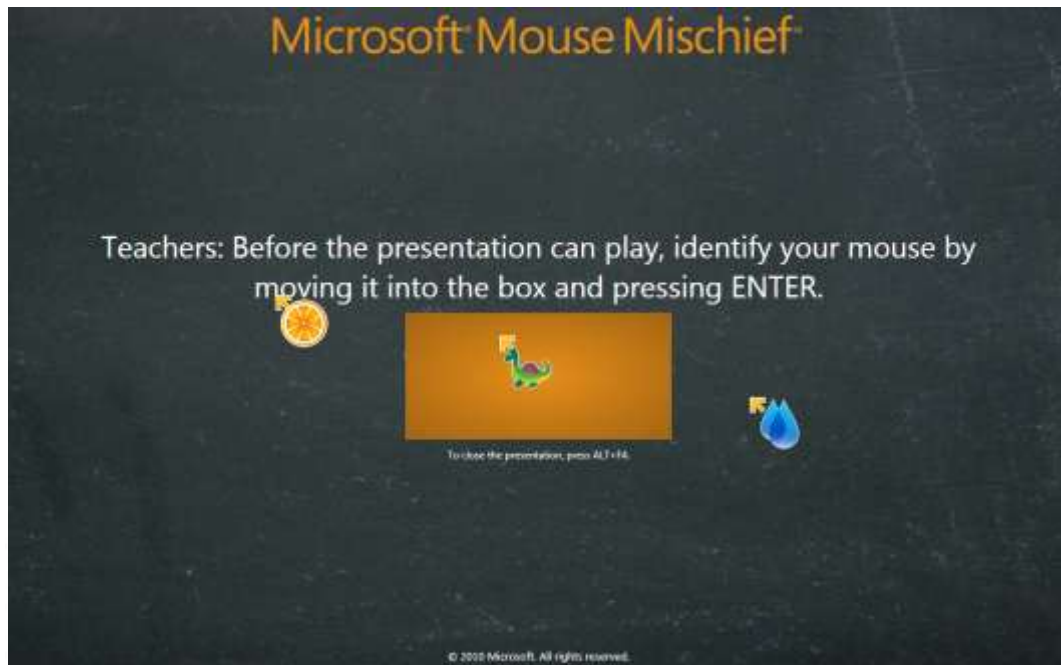 Microsoft® Mouse Mischief™
Teachers: Before the presentation can play, identify your mouse by
moving it into the box and pressing ENTER.
To close the presentation, press ALT+F4.
© 2010 Microsoft. All rights reserved.